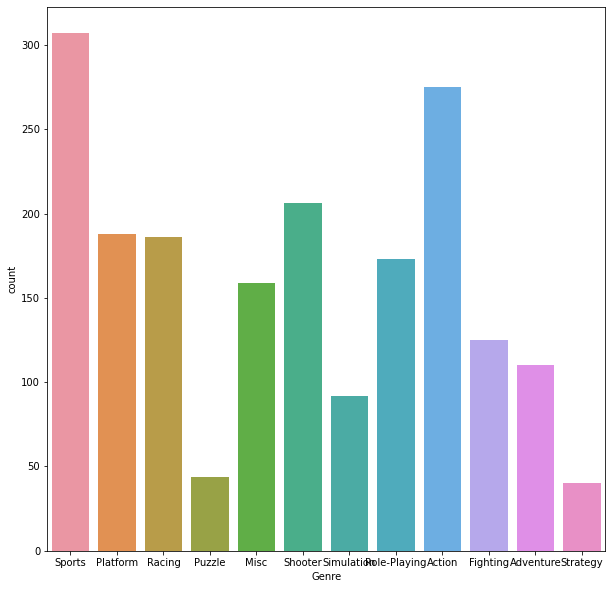 count
300
250
200
150
100
50
0
Sports Platform Racing Puzzle Misc Shooter Simulation Role-Playing Action Fighting Adventure Strategy
Genre